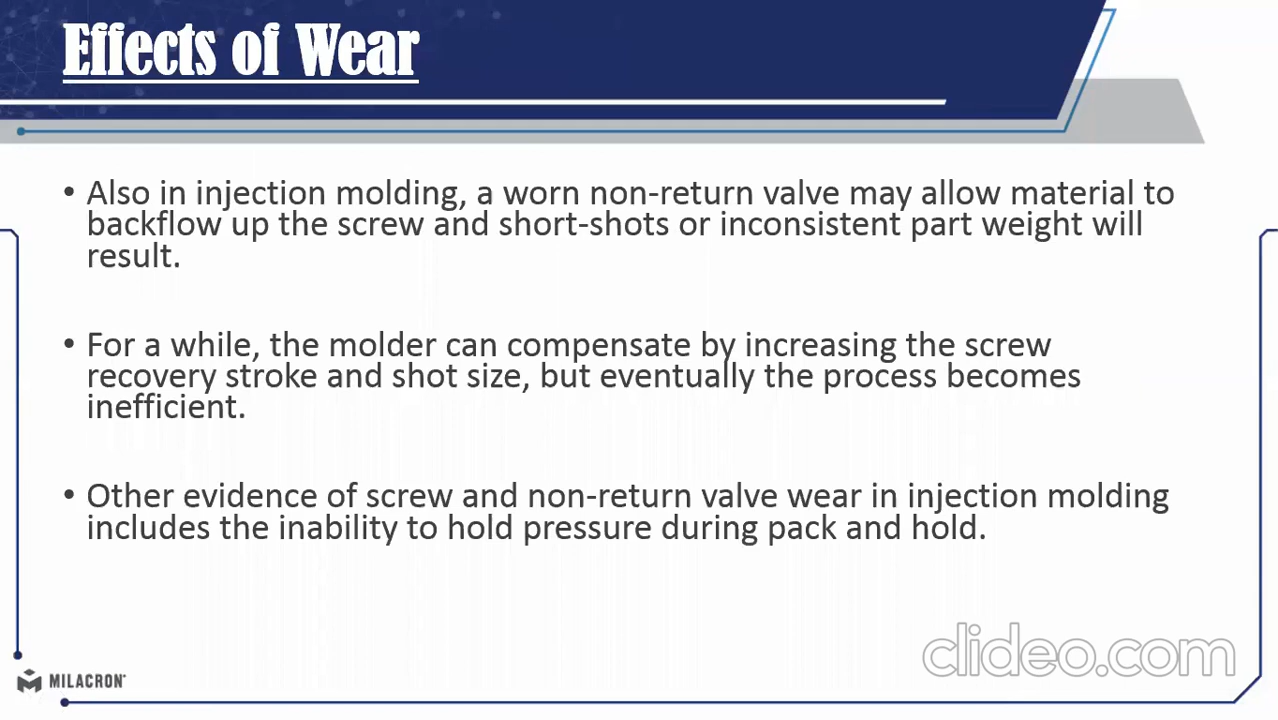 Effects of Wear
• Also in injection molding, a worn non-return valve may allow material to
backflow up the screw and short-shots or inconsistent part weight will
result.
• For a while, the molder can compensate by increasing the screw
recovery stroke and shot size, but eventually the process becomes
inefficient.
• Other evidence of screw and non-return valve wear in injection molding
includes the inability to hold pressure during pack and hold.
clideo.com
MILACRON